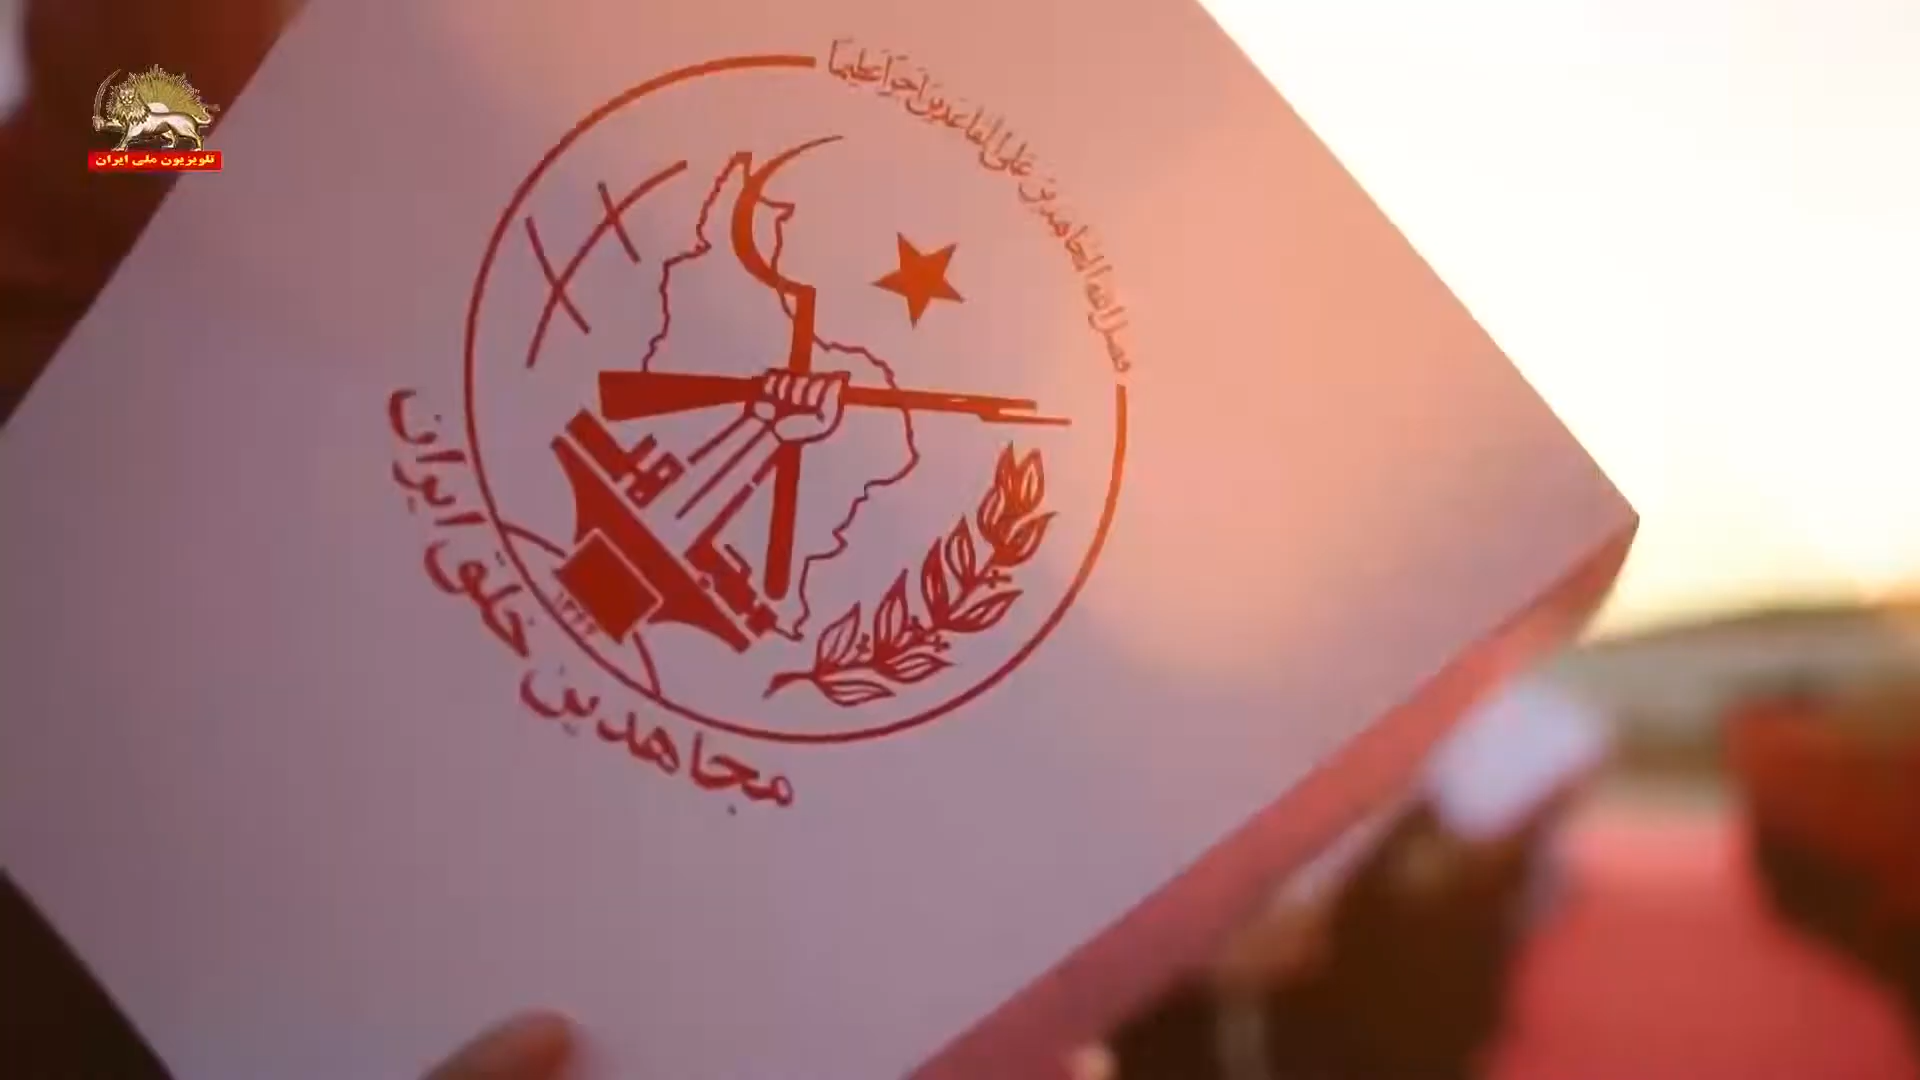 تلویزیون ملی ایران
فضل الله المجاهدین علی القاعدین اجرا عظیما
۱۳۴۴
مجاهدین خلق ایران